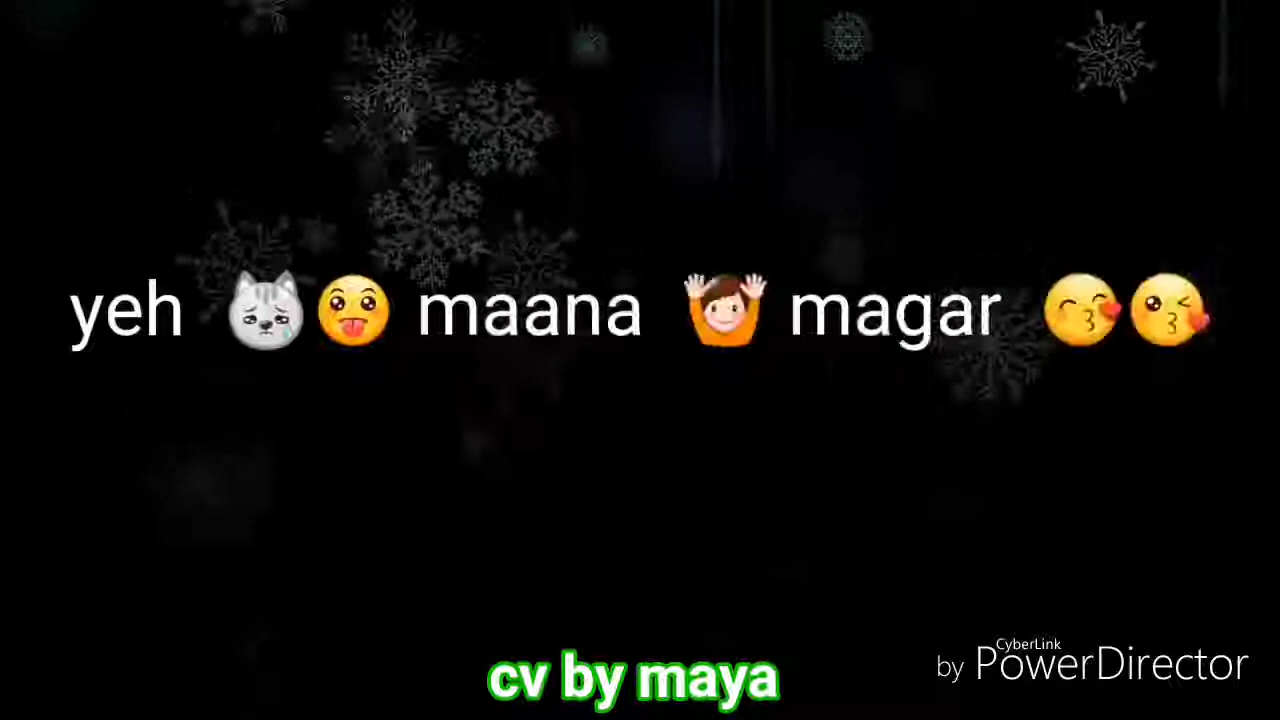 yeh 😿😛 maana 🙌 magar 😙😘
cv by maya
CyberLink
by PowerDirector